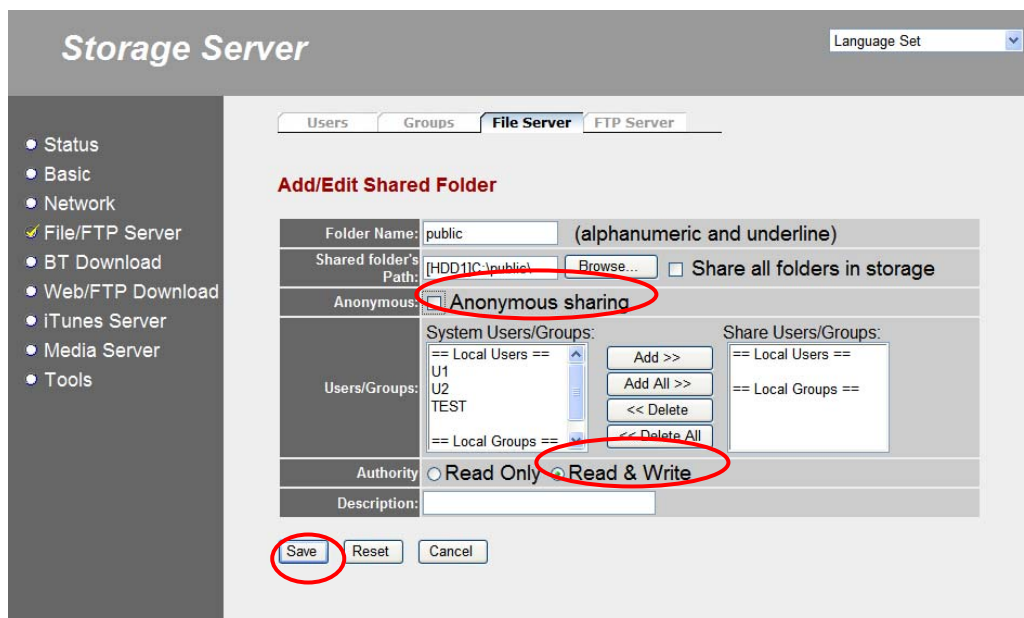 Storage Server
Language Set
Users Groups File Server FTP Server
Status
Basic
Network
File/FTP Server
BT Download
Web/FTP Download
iTunes Server
Media Server
Tools
Add/Edit Shared Folder
Folder Name: public (alphanumeric and underline)
Shared folder's Path: [HDD1]C:\public\ Browse... Share all folders in storage
Anonymous: Anonymous sharing
Users/Groups:
System Users/Groups:
== Local Users ==
U1
U2
TEST
== Local Groups ==
Add >>
Add All >>
<< Delete
<< Delete All
Share Users/Groups:
== Local Users ==
== Local Groups ==
Authority Read Only Read & Write
Description:
Save Reset Cancel